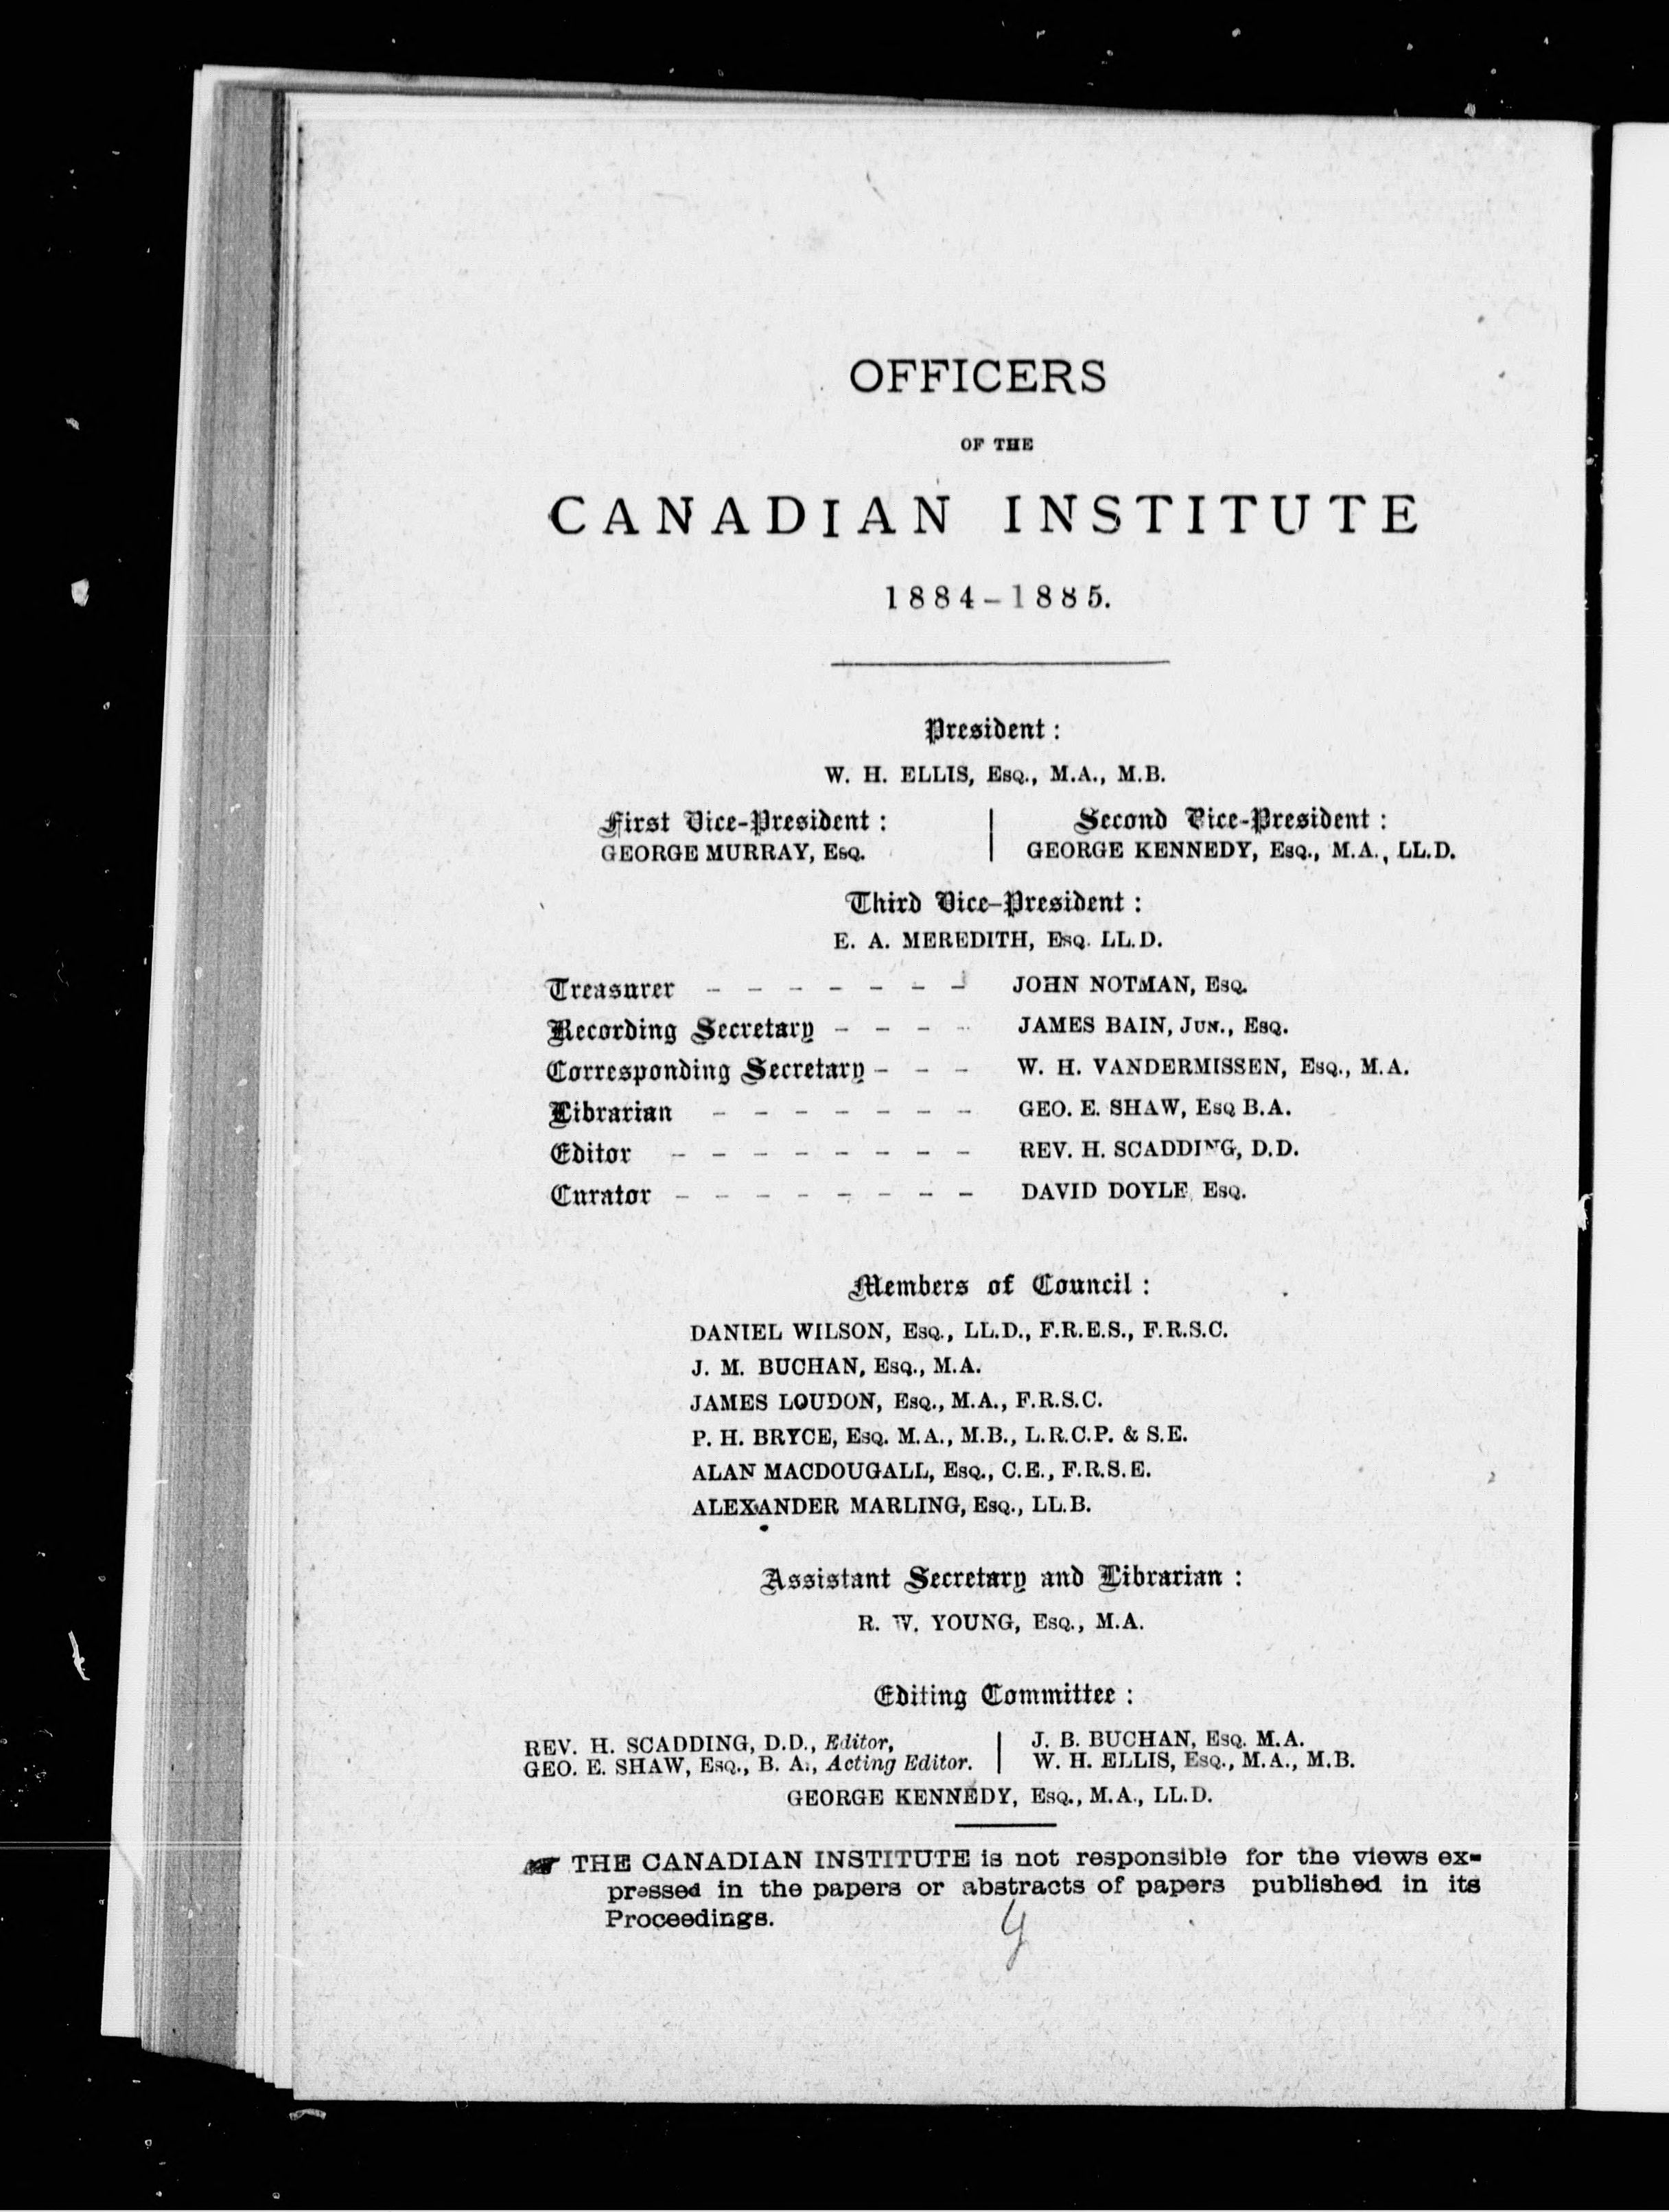 OFFICERS
OF THE
CANADIAN INSTITUTE
1884-1885.
President :
W. H. ELLIS, Esq., M.A., M.B.
First Vice-President :
GEORGE MURRAY, Esq.
Second Vice-President :
GEORGE KENNEDY, Esq., M.A., LL.D.
Third Vice-President :
E. A. MEREDITH, Esq. LL.D.
Treasurer - - - - - - - JOHN NOTMAN, Esq.
Recording Secretary - - - - JAMES BAIN, Jun., Esq.
Corresponding Secretary - - - W. H. VANDERMISSEN, Esq., M.A.
Librarian - - - - - - - GEO. E. SHAW, Esq B.A.
Editor - - - - - - - - REV. H. SCADDING, D.D.
Curator - - - - - - - - DAVID DOYLE, Esq.
Members of Council :
DANIEL WILSON, Esq., LL.D., F.R.E.S., F.R.S.C.
J. M. BUCHAN, Esq., M.A.
JAMES LOUDON, Esq., M.A., F.R.S.C.
P. H. BRYCE, Esq. M.A., M.B., L.R.C.P. & S.E.
ALAN MACDOUGALL, Esq., C.E., F.R.S.E.
ALEXANDER MARLING, Esq., LL.B.
Assistant Secretary and Librarian :
R. W. YOUNG, Esq., M.A.
Editing Committee :
REV. H. SCADDING, D.D., Editor,
GEO. E. SHAW, Esq., B. A., Acting Editor.
J. B. BUCHAN, Esq. M.A.
W. H. ELLIS, Esq., M.A., M.B.
GEORGE KENNEDY, Esq., M.A., LL.D.
☞ THE CANADIAN INSTITUTE is not responsible for the views ex-
pressed in the papers or abstracts of papers published in its
Proceedings.